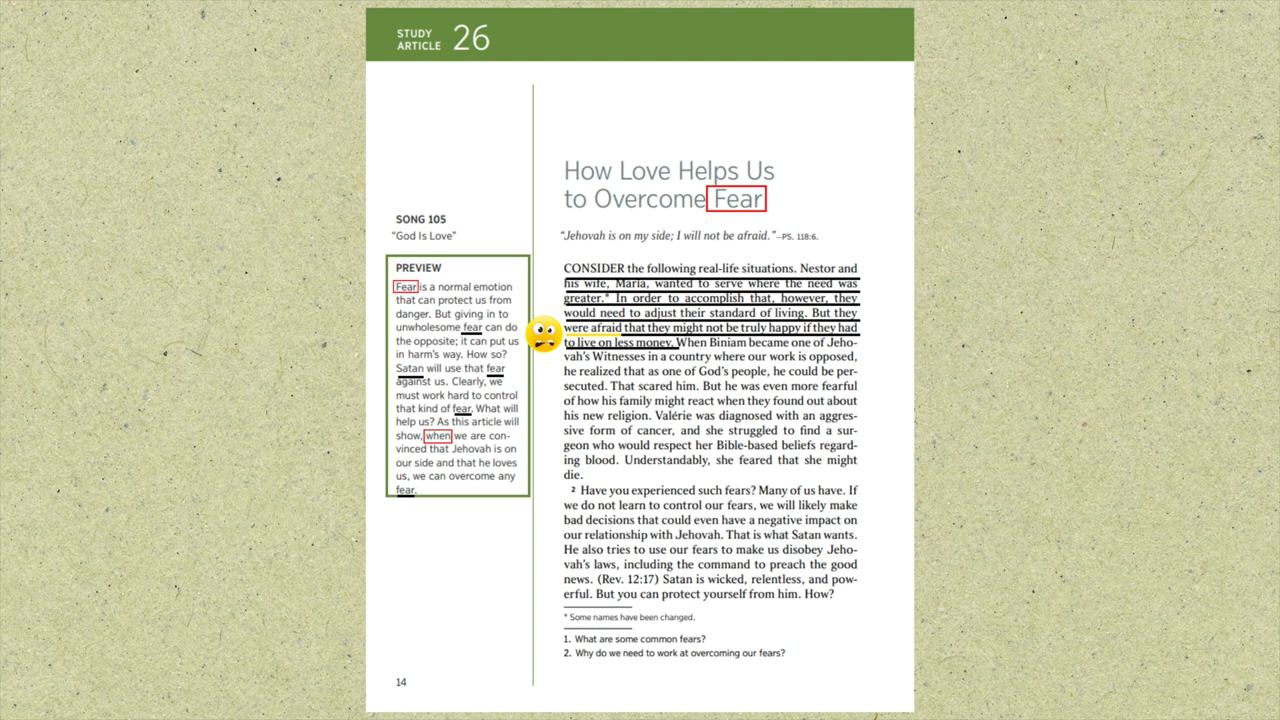 STUDY
ARTICLE 26
SONG 105
“God Is Love”
PREVIEW
Fear is a normal emotion
that can protect us from
danger. But giving in to
unwholesome fear can do
the opposite; it can put us
in harm’s way. How so?
Satan will use that fear
against us. Clearly, we
must work hard to control
that kind of fear. What will
help us? As this article will
show, when we are con-
vinced that Jehovah is on
our side and that he loves
us, we can overcome any
fear.
How Love Helps Us
to Overcome Fear
“Jehovah is on my side; I will not be afraid.”—PS. 118:6.
CONSIDER the following real-life situations. Nestor and
his wife, María, wanted to serve where the need was
greater.* In order to accomplish that, however, they
would need to adjust their standard of living. But they
were afraid that they might not be truly happy if they had
to live on less money. When Biniam became one of Jeho-
vah’s Witnesses in a country where our work is opposed,
he realized that as one of God’s people, he could be per-
secuted. That scared him. But he was even more fearful
of how his family might react when they found out about
his new religion. Valérie was diagnosed with an aggres-
sive form of cancer, and she struggled to find a sur-
geon who would respect her Bible-based beliefs regard-
ing blood. Understandably, she feared that she might
die.
2 Have you experienced such fears? Many of us have. If
we do not learn to control our fears, we will likely make
bad decisions that could even have a negative impact on
our relationship with Jehovah. That is what Satan wants.
He also tries to use our fears to make us disobey Jeho-
vah’s laws, including the command to preach the good
news. (Rev. 12:17) Satan is wicked, relentless, and pow-
erful. But you can protect yourself from him. How?
* Some names have been changed.
1. What are some common fears?
2. Why do we need to work at overcoming our fears?
14